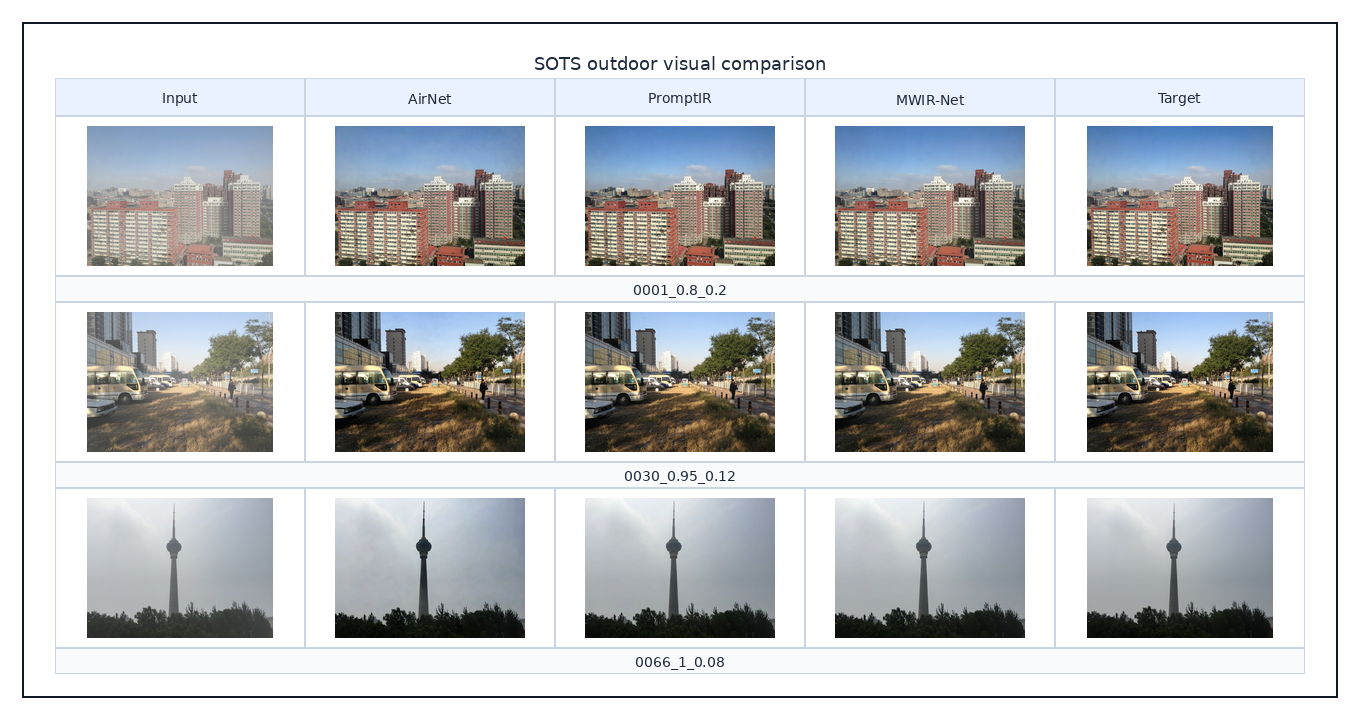 SOTS outdoor visual comparison
Input
AirNet
PromptIR
MWIR-Net
Target
0001_0.8_0.2
0030_0.95_0.12
0066_1_0.08